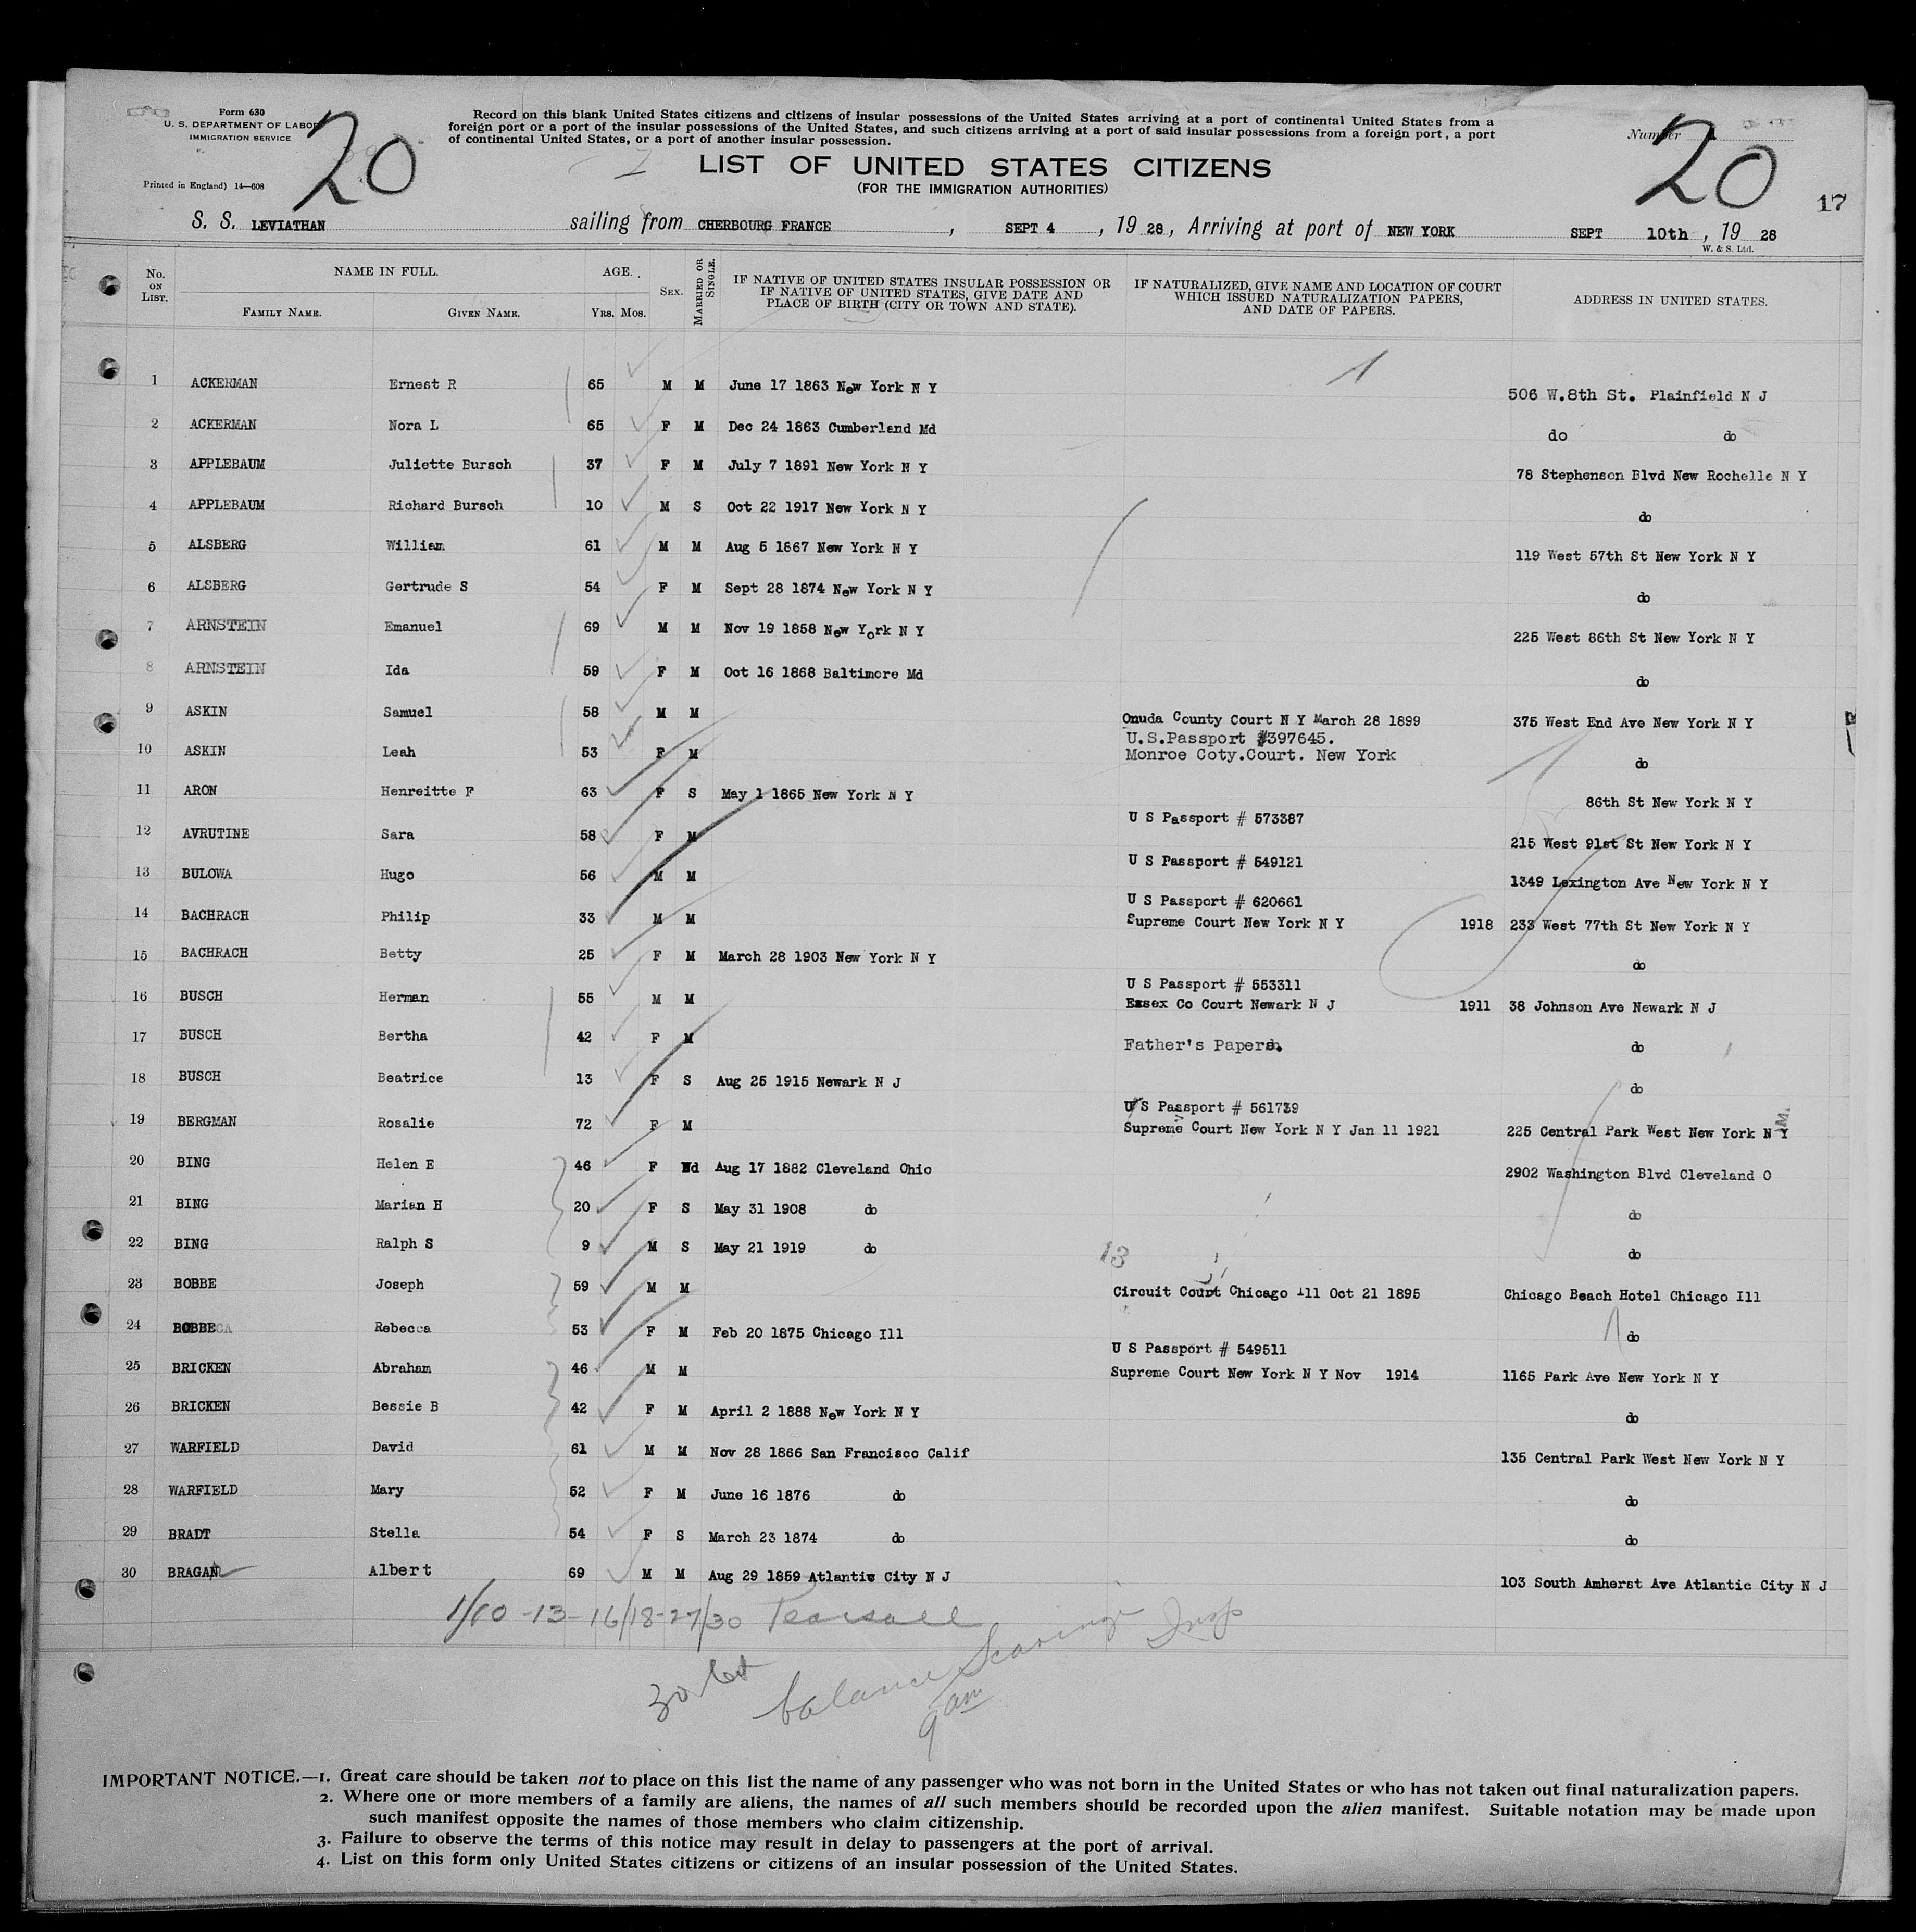 Form 630
U. S. DEPARTMENT OF LABOR
IMMIGRATION SERVICE
Printed in England) 14—608
20
Record on this blank United States citizens and citizens of insular possessions of the United States arriving at a port of continental United States from a
foreign port or a port of the insular possessions of the United States, and such citizens arriving at a port of said insular possessions from a foreign port, a port
of continental United States, or a port of another insular possession.
Number 20
17
LIST OF UNITED STATES CITIZENS
(FOR THE IMMIGRATION AUTHORITIES)
S. S. LEVIATHAN sailing from CHERBOURG FRANCE, SEPT 4, 19 28, Arriving at port of NEW YORK SEPT 10th, 19 28
W. & S. Ltd.
No. ON LIST. NAME IN FULL. FAMILY NAME. GIVEN NAME. AGE. YRS. MOS. SEX. MARRIED OR SINGLE. IF NATIVE OF UNITED STATES INSULAR POSSESSION OR IF NATIVE OF UNITED STATES, GIVE DATE AND PLACE OF BIRTH (CITY OR TOWN AND STATE). IF NATURALIZED, GIVE NAME AND LOCATION OF COURT WHICH ISSUED NATURALIZATION PAPERS, AND DATE OF PAPERS. ADDRESS IN UNITED STATES.
1 ACKERMAN Ernest R 65 M M June 17 1863 New York N Y 506 W.8th St. Plainfield N J
2 ACKERMAN Nora L 65 F M Dec 24 1863 Cumberland Md do do
3 APPLEBAUM Juliette Bursch 37 F M July 7 1891 New York N Y 78 Stephenson Blvd New Rochelle N Y
4 APPLEBAUM Richard Bursch 10 M S Oct 22 1917 New York N Y do
5 ALSBERG William 61 M M Aug 5 1867 New York N Y 119 West 57th St New York N Y
6 ALSBERG Gertrude S 54 F M Sept 28 1874 New York N Y do
7 ARNSTEIN Emanuel 69 M M Nov 19 1858 New York N Y 225 West 86th St New York N Y
8 ARNSTEIN Ida 59 F M Oct 16 1868 Baltimore Md do
9 ASKIN Samuel 58 M M Onuda County Court N Y March 28 1899 375 West End Ave New York N Y
U.S.Passport #397645.
10 ASKIN Leah 53 F M Monroe Coty.Court. New York do
11 ARON Henreitte F 63 F S May 1 1865 New York N Y 86th St New York N Y
U S Passport # 573387
12 AVRUTINE Sara 58 F M 215 West 91st St New York N Y
U S Passport # 549121
13 BULOWA Hugo 56 M M 1349 Lexington Ave New York N Y
U S Passport # 620661
14 BACHRACH Philip 33 M M Supreme Court New York N Y 1918 233 West 77th St New York N Y
15 BACHRACH Betty 25 F M March 28 1903 New York N Y do
U S Passport # 553311
16 BUSCH Herman 55 M M Essex Co Court Newark N J 1911 38 Johnson Ave Newark N J
17 BUSCH Bertha 42 F M Father's Papers. do
18 BUSCH Beatrice 13 F S Aug 25 1915 Newark N J do
U S Passport # 561739
19 BERGMAN Rosalie 72 F M Supreme Court New York N Y Jan 11 1921 225 Central Park West New York N Y
20 BING Helen E 46 F Wd Aug 17 1882 Cleveland Ohio 2902 Washington Blvd Cleveland O
21 BING Marian H 20 F S May 31 1908 do do
22 BING Ralph S 9 M S May 21 1919 do do
13
23 BOBBE Joseph 59 M M Circuit Court Chicago Ill Oct 21 1895 Chicago Beach Hotel Chicago Ill
24 BOBBE Rebecca 53 F M Feb 20 1875 Chicago Ill do
U S Passport # 549511
25 BRICKEN Abraham 46 M M Supreme Court New York N Y Nov 1914 1165 Park Ave New York N Y
26 BRICKEN Bessie B 42 F M April 2 1888 New York N Y do
27 WARFIELD David 61 M M Nov 28 1866 San Francisco Calif 135 Central Park West New York N Y
28 WARFIELD Mary 52 F M June 16 1876 do do
29 BRADT Stella 54 F S March 23 1874 do do
30 BRAGAN Albert 69 M M Aug 29 1859 Atlantic City N J 103 South Amherst Ave Atlantic City N J
1/10 -13- 16/18-27/30 Pearsall
balance Insp
9 am
IMPORTANT NOTICE.—1. Great care should be taken not to place on this list the name of any passenger who was not born in the United States or who has not taken out final naturalization papers.
2. Where one or more members of a family are aliens, the names of all such members should be recorded upon the alien manifest. Suitable notation may be made upon
such manifest opposite the names of those members who claim citizenship.
3. Failure to observe the terms of this notice may result in delay to passengers at the port of arrival.
4. List on this form only United States citizens or citizens of an insular possession of the United States.